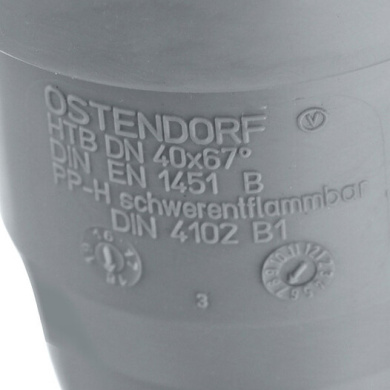 OSTENDORF
HTB DN 40x67°
DIN EN 1451 B
PP-H schwerentflammbar
DIN 4102 B1
3